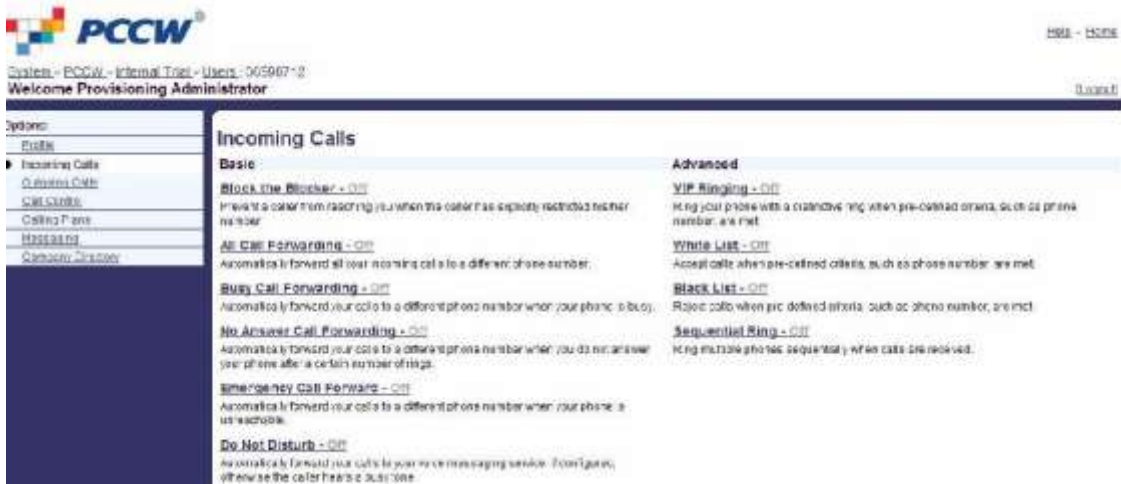 PCCW
Help - Home
System - PCCW - Internal Trial - Users :
Welcome Provisioning Administrator
[Logout]
Options:
Profile
Incoming Calls
Outgoing Calls
Call Control
Calling Plans
Messaging
Company Directory
Incoming Calls
Basic
Block the Blocker - Off
Prevent a caller from reaching you when the caller has explicitly restricted his/her
number
All Call Forwarding - Off
Automatically forward all your incoming calls to a different phone number.
Busy Call Forwarding - Off
Automatically forward your calls to a different phone number when your phone is busy.
No Answer Call Forwarding - Off
Automatically forward your calls to a different phone number when you do not answer
your phone after a certain number of rings.
Emergency Call Forward - Off
Automatically forward your calls to a different phone number when your phone is
unreachable.
Do Not Disturb - Off
Automatically forward your calls to your voice messaging service, if configured,
otherwise the caller hears a busy tone
Advanced
VIP Ringing - Off
Ring your phone with a distinctive ring when pre-defined criteria, such as phone
number, are met
White List - Off
Accept calls when pre-defined criteria, such as phone number, are met.
Black List - Off
Reject calls when pre-defined criteria, such as phone number, are met.
Sequential Ring - Off
Ring multiple phones sequentially when calls are received.